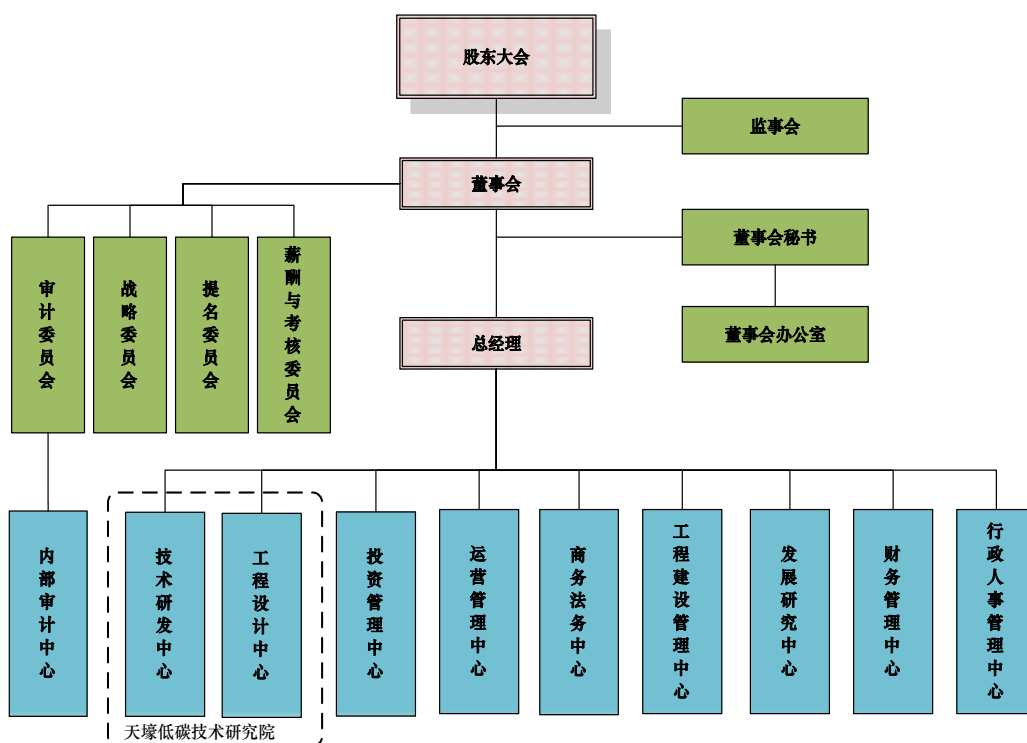 股东大会
监事会
董事会
董事会秘书
董事会办公室
审计委员会
战略委员会
提名委员会
薪酬与考核委员会
总经理
内部审计中心
技术研发中心
工程设计中心
投资管理中心
运营管理中心
商务法务中心
工程建设管理中心
发展研究中心
财务管理中心
行政人事管理中心
天壕低碳技术研究院